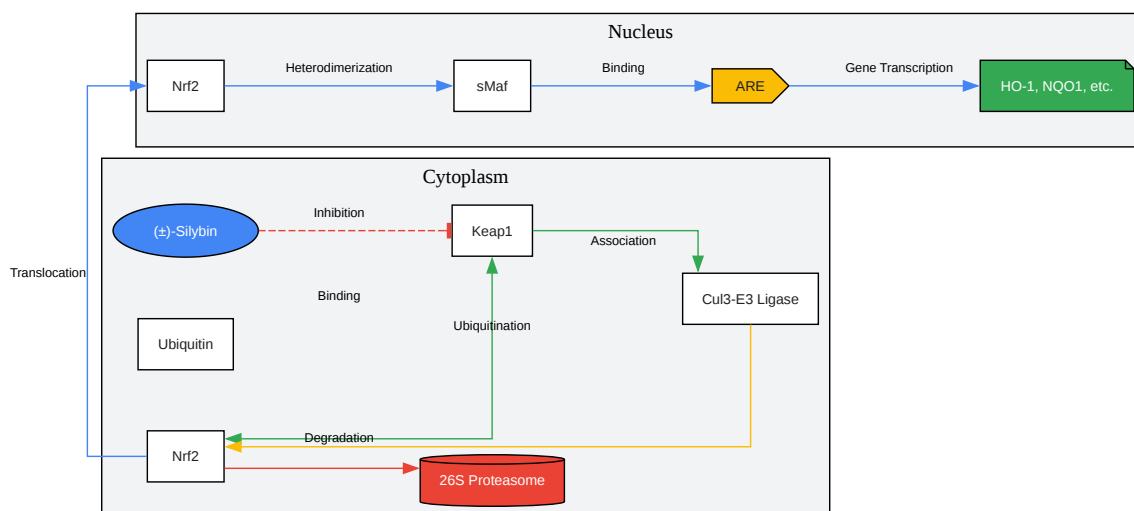 Nucleus
Nrf2
Heterodimerization
sMaf
Binding
ARE
Gene Transcription
HO-1, NQO1, etc.
Cytoplasm
(±)-Silybin
Inhibition
Keap1
Association
Translocation
Binding
Cul3-E3 Ligase
Ubiquitination
Ubiquitin
Degradation
Nrf2
26S Proteasome